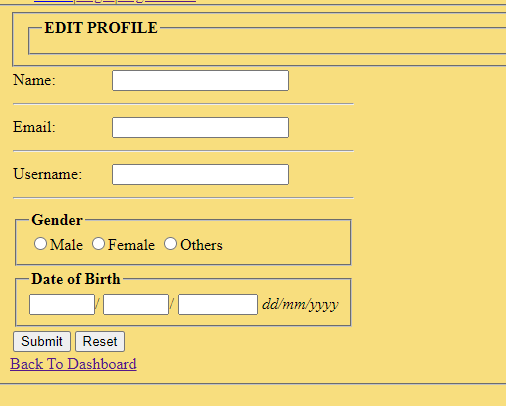 EDIT PROFILE
Name:
Email:
Username:
Gender
Male Female Others
Date of Birth
/ / dd/mm/yyyy
Submit Reset
Back To Dashboard